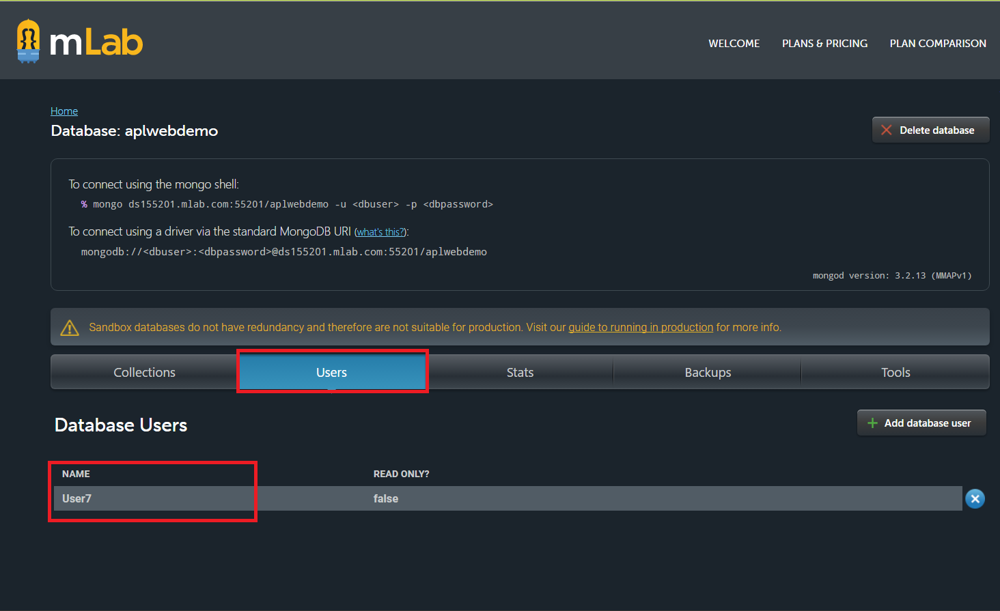 mLab
WELCOME PLANS & PRICING PLAN COMPARISON
Home
Database: aplwebdemo
Delete database
To connect using the mongo shell:
% mongo ds155201.mlab.com:55201/aplwebdemo -u <dbuser> -p <dbpassword>
To connect using a driver via the standard MongoDB URI (what's this?):
mongodb://<dbuser>:<dbpassword>@ds155201.mlab.com:55201/aplwebdemo
mongod version: 3.2.13 (MMAPv1)
Sandbox databases do not have redundancy and therefore are not suitable for production. Visit our guide to running in production for more info.
Collections Users Stats Backups Tools
Database Users
Add database user
NAME READ ONLY?
User7 false